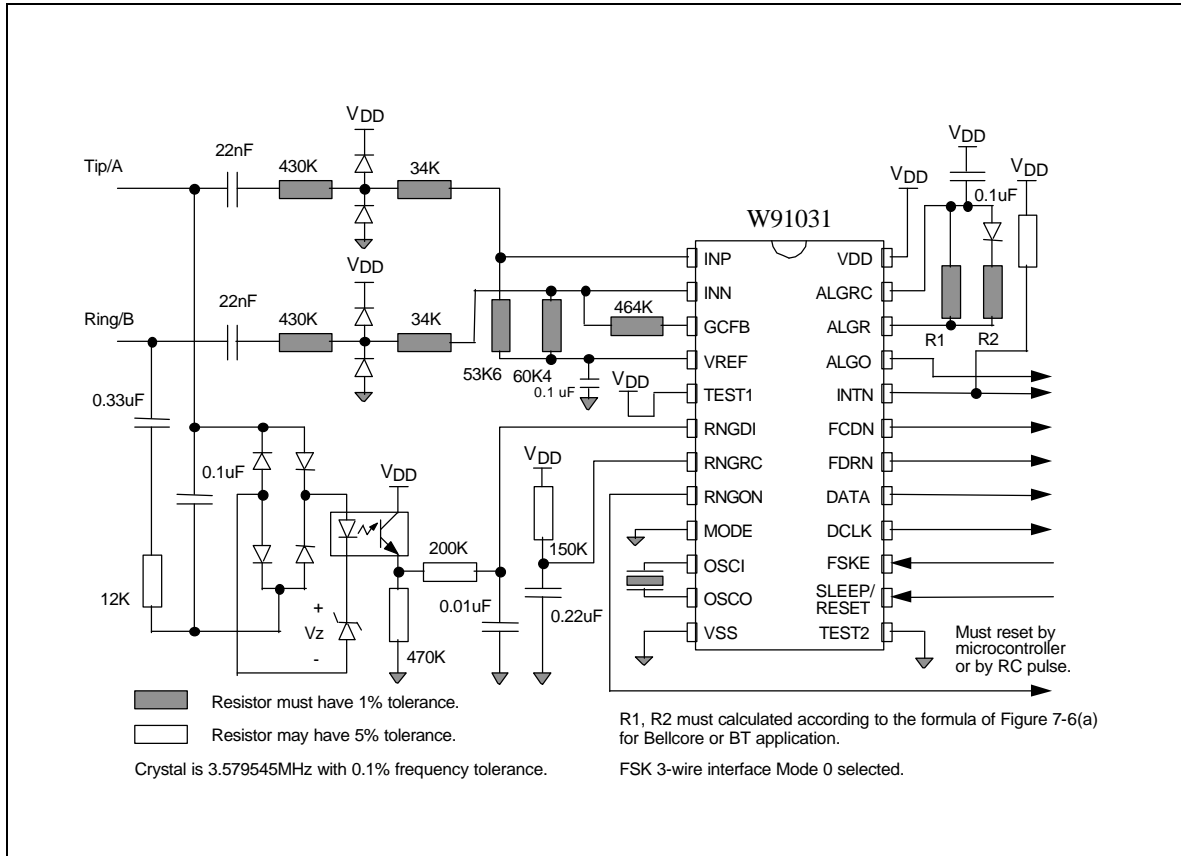 Tip/A
22nF
430K
VDD
34K
Ring/B
22nF
430K
VDD
34K
53K6
60K4
464K
0.1 uF
VDD
0.33uF
0.1uF
12K
+
Vz
-
VDD
200K
470K
0.01uF
VDD
150K
0.22uF
W91031
INP
INN
GCFB
VREF
TEST1
RNGDI
RNGRC
RNGON
MODE
OSCI
OSCO
VSS
VDD
ALGRC
ALGR
ALGO
INTN
FCDN
FDRN
DATA
DCLK
FSKE
SLEEP/
RESET
TEST2
VDD
VDD
0.1uF
VDD
R1
R2
Must reset by
microcontroller
or by RC pulse.
Resistor must have 1% tolerance.
Resistor may have 5% tolerance.
Crystal is 3.579545MHz with 0.1% frequency tolerance.
R1, R2 must calculated according to the formula of Figure 7-6(a)
for Bellcore or BT application.
FSK 3-wire interface Mode 0 selected.